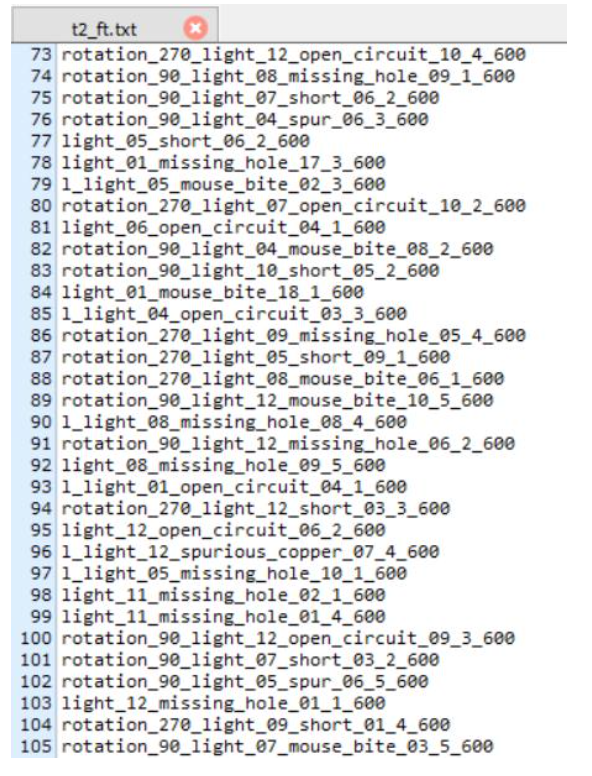 t2_ft.txt
73 rotation_270_light_12_open_circuit_10_4_600
74 rotation_90_light_08_missing_hole_09_1_600
75 rotation_90_light_07_short_06_2_600
76 rotation_90_light_04_spur_06_3_600
77 light_05_short_06_2_600
78 light_01_missing_hole_17_3_600
79 l_light_05_mouse_bite_02_3_600
80 rotation_270_light_07_open_circuit_10_2_600
81 light_06_open_circuit_04_1_600
82 rotation_90_light_04_mouse_bite_08_2_600
83 rotation_90_light_10_short_05_2_600
84 light_01_mouse_bite_18_1_600
85 l_light_04_open_circuit_03_3_600
86 rotation_270_light_09_missing_hole_05_4_600
87 rotation_270_light_05_short_09_1_600
88 rotation_270_light_08_mouse_bite_06_1_600
89 rotation_90_light_12_mouse_bite_10_5_600
90 l_light_08_missing_hole_08_4_600
91 rotation_90_light_12_missing_hole_06_2_600
92 light_08_missing_hole_09_5_600
93 l_light_01_open_circuit_04_1_600
94 rotation_270_light_12_short_03_3_600
95 light_12_open_circuit_06_2_600
96 l_light_12_spurious_copper_07_4_600
97 l_light_05_missing_hole_10_1_600
98 light_11_missing_hole_02_1_600
99 light_11_missing_hole_01_4_600
100 rotation_90_light_12_open_circuit_09_3_600
101 rotation_90_light_07_short_03_2_600
102 rotation_90_light_05_spur_06_5_600
103 light_12_missing_hole_01_1_600
104 rotation_270_light_09_short_01_4_600
105 rotation_90_light_07_mouse_bite_03_5_600